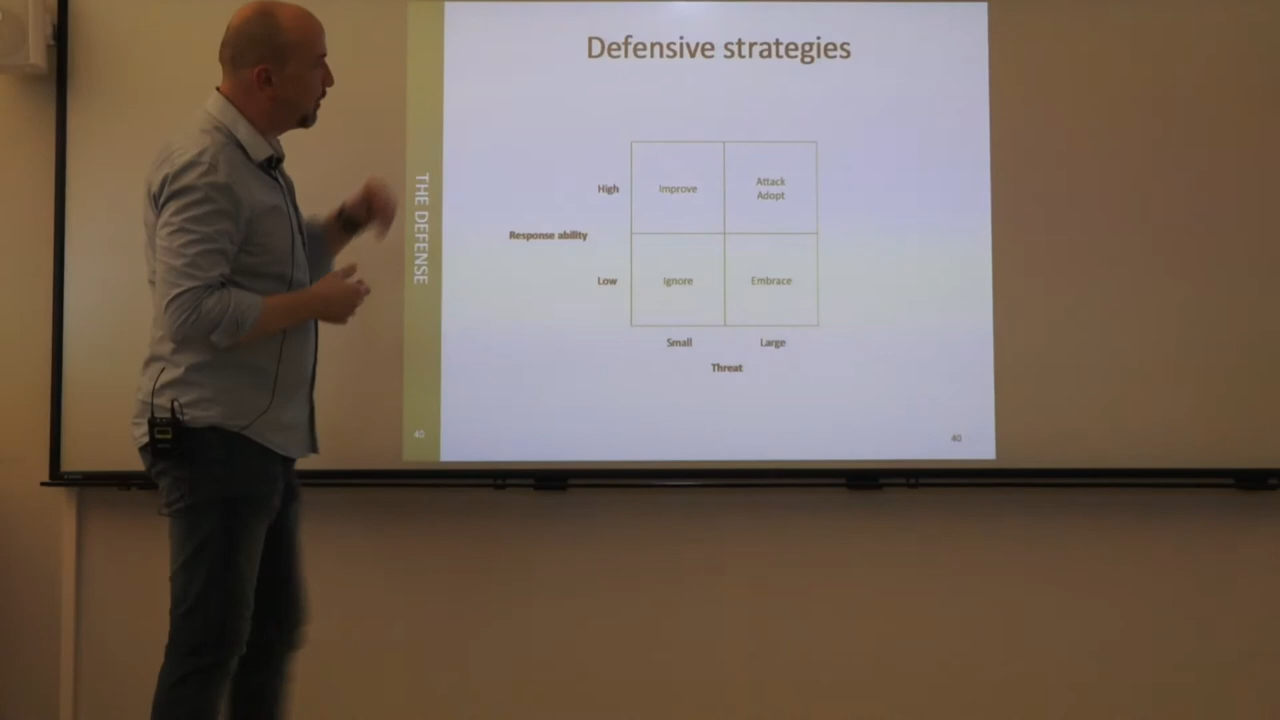 Defensive strategies
THE DEFENSE
High
Improve
Attack
Adopt
Response ability
Low
Ignore
Embrace
Small
Large
Threat
40
40